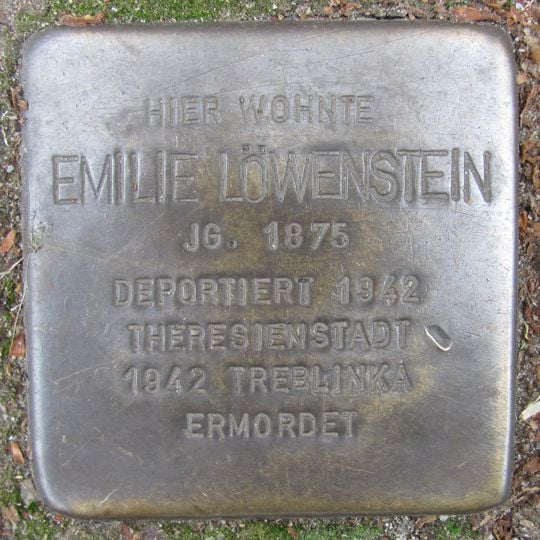 HIER WOHNTE
EMILIE LÖWENSTEIN
JG. 1875
DEPORTIERT 1942
THERESIENSTADT
1942 TREBLINKA
ERMORDET